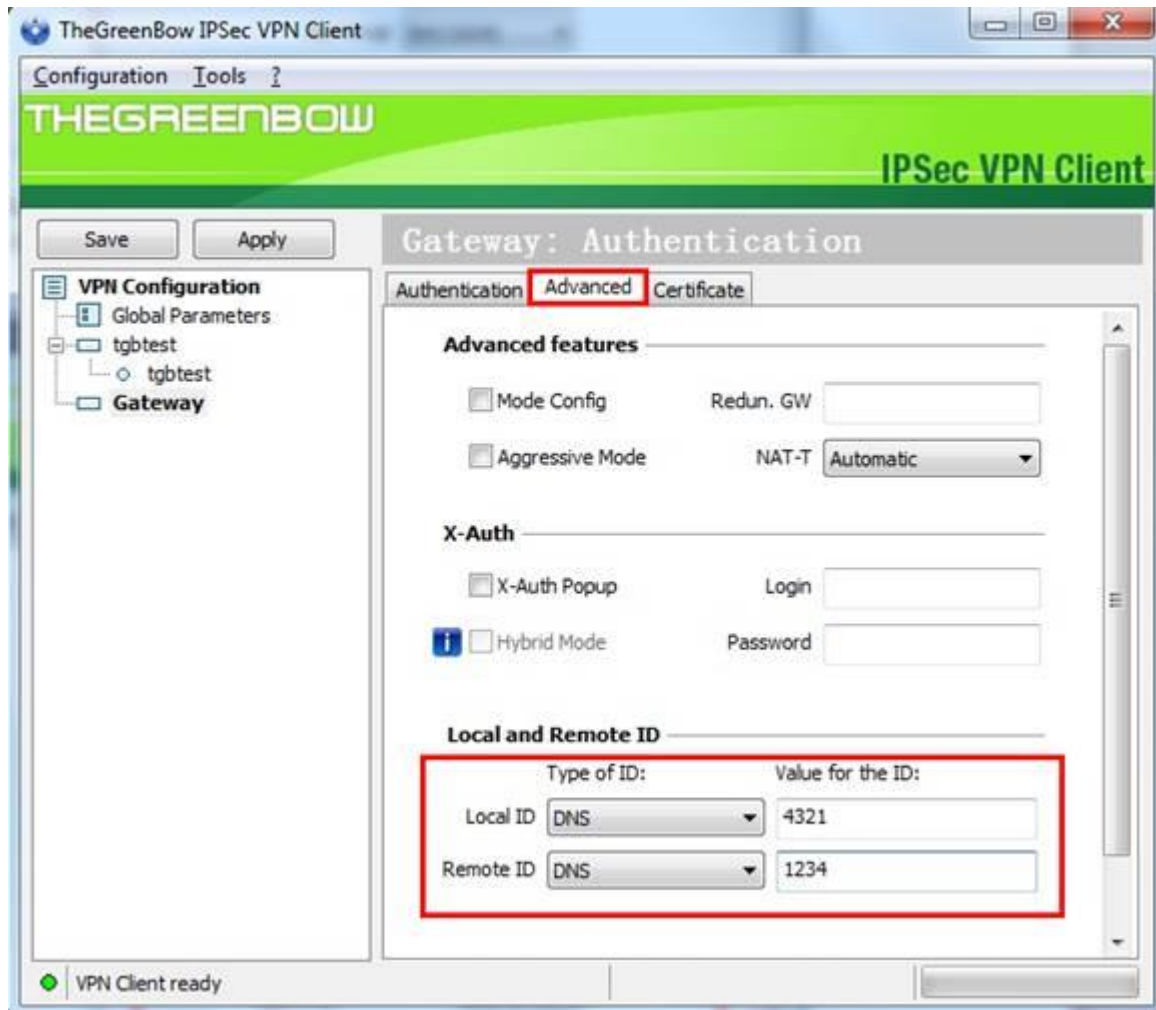 TheGreenBow IPSec VPN Client
Configuration Tools ?
THEGREENBOW
IPSec VPN Client
Save Apply
Gateway: Authentication
VPN Configuration
Global Parameters
tgbtest
tgbtest
Gateway
Authentication Advanced Certificate
Advanced features
Mode Config Redun. GW
Aggressive Mode NAT-T Automatic
X-Auth
X-Auth Popup Login
Hybrid Mode Password
Local and Remote ID
Type of ID: Value for the ID:
Local ID DNS 4321
Remote ID DNS 1234
VPN Client ready